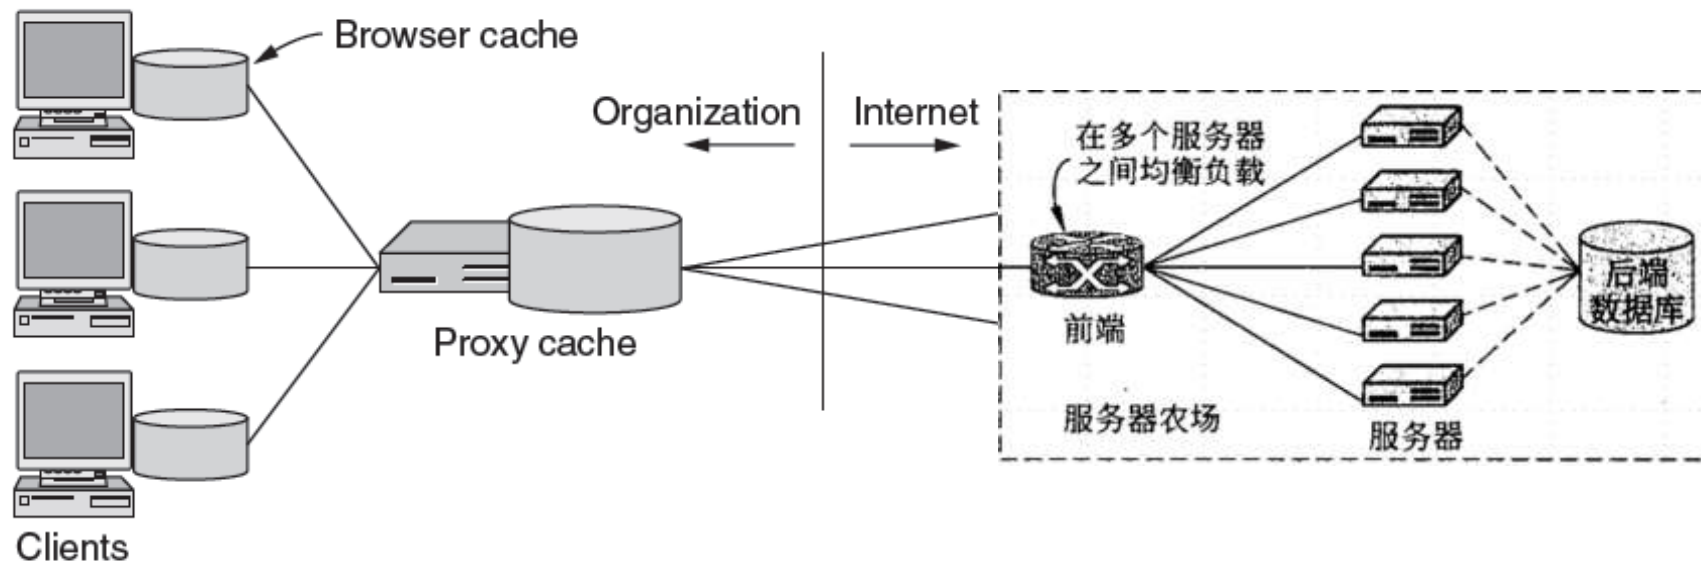 Browser cache
Organization
Internet
Proxy cache
Clients
在多个服务器
之间均衡负载
前端
服务器农场
服务器
后端
数据库